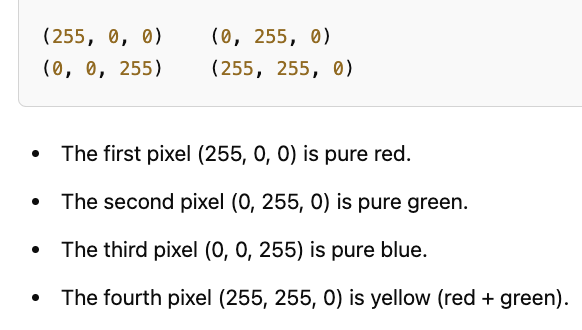 (255, 0, 0)    (0, 255, 0)
(0, 0, 255)    (255, 255, 0)
• The first pixel (255, 0, 0) is pure red.
• The second pixel (0, 255, 0) is pure green.
• The third pixel (0, 0, 255) is pure blue.
• The fourth pixel (255, 255, 0) is yellow (red + green).